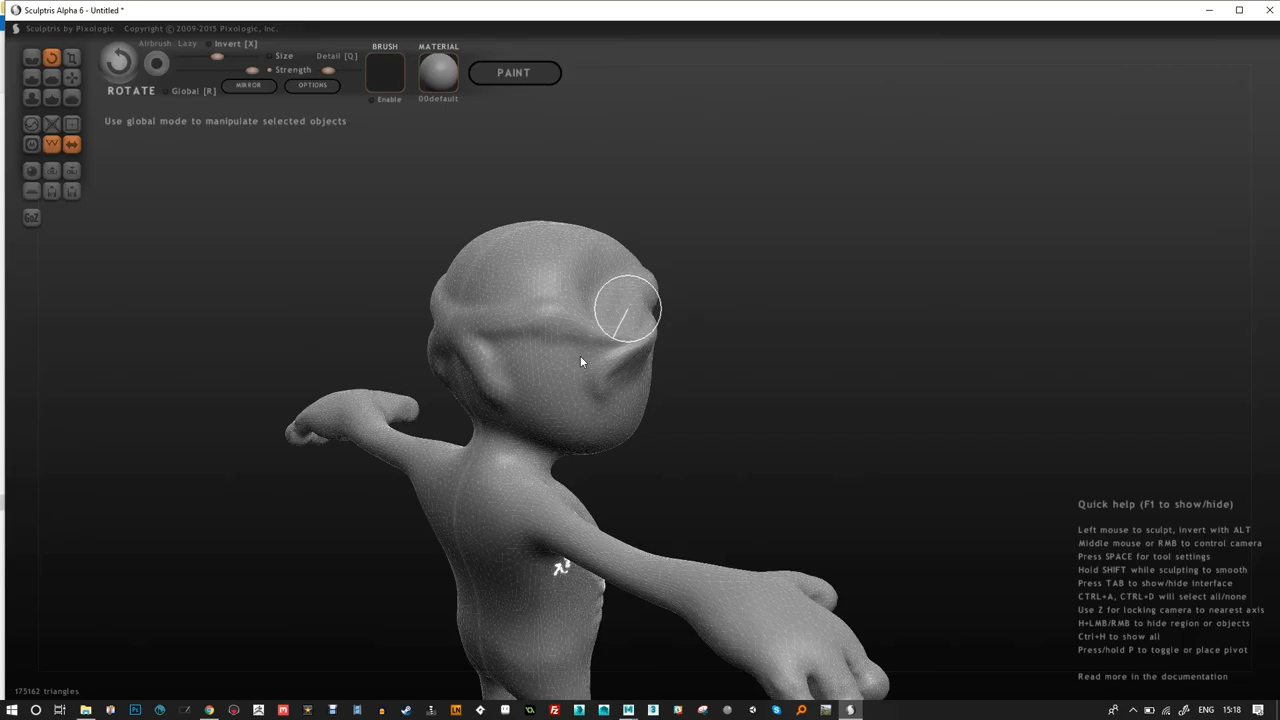 Sculptris Alpha 6 - Untitled *
Sculptris by Pixologic Copyright © 2009-2015 Pixologic, Inc.
Airbrush Lazy Invert [X]
Size Detail [Q]
Strength
ROTATE Global [R] MIRROR OPTIONS
BRUSH
Enable
MATERIAL
00default
PAINT
Use global mode to manipulate selected objects
GoZ
Quick help (F1 to show/hide)
Left mouse to sculpt, invert with ALT
Middle mouse or RMB to control camera
Press SPACE for tool settings
Hold SHIFT while sculpting to smooth
Press TAB to show/hide interface
CTRL+A, CTRL+D will select all/none
Use Z for locking camera to nearest axis
H+LMB/RMB to hide region or objects
Ctrl+H to show all
Press/hold P to toggle or place pivot
Read more in the documentation
175162 triangles
ENG 15:18